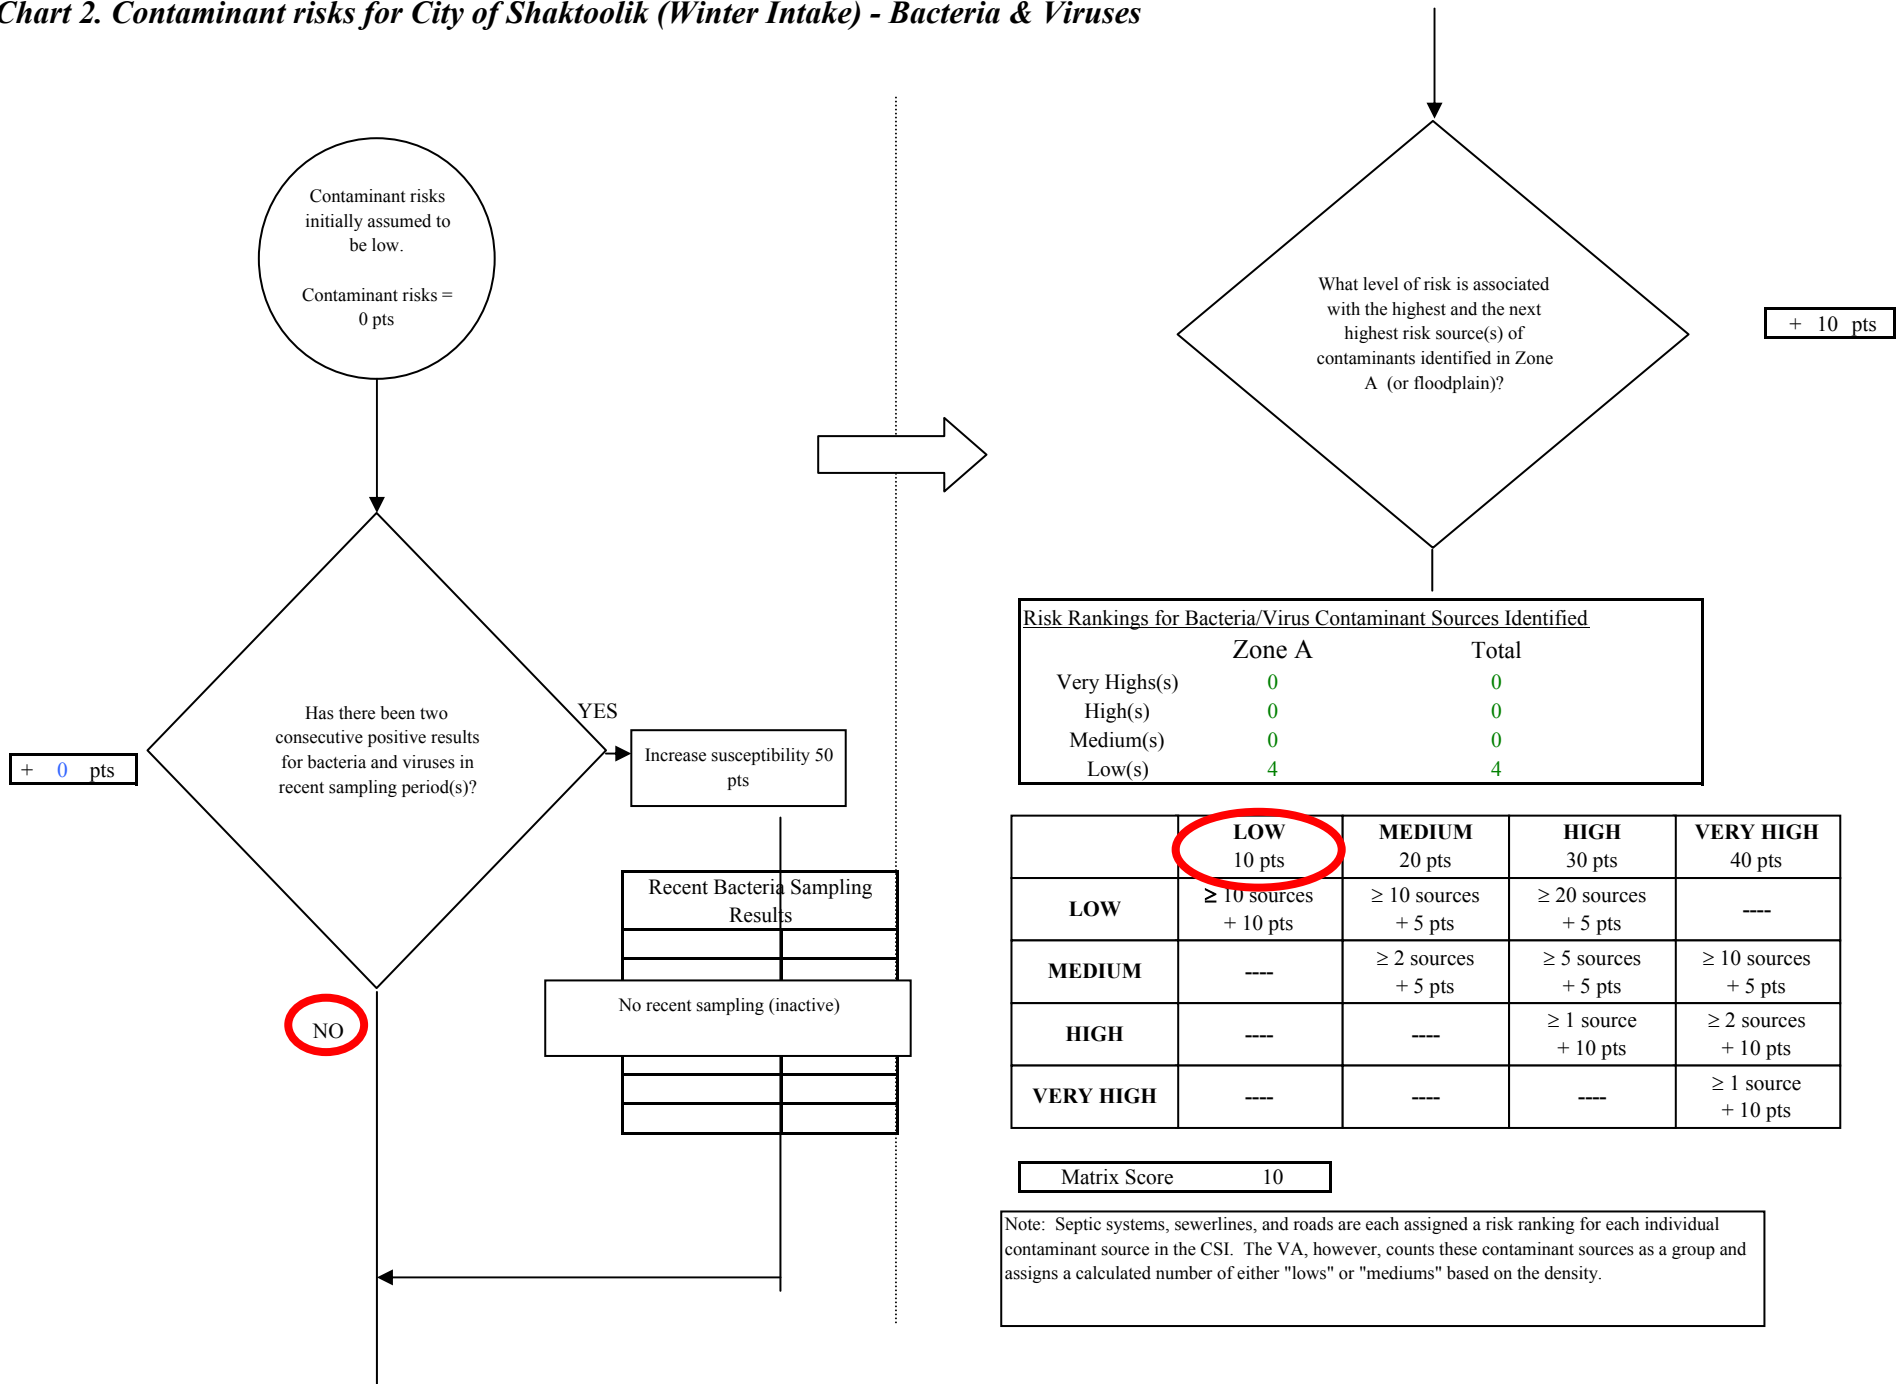 Chart 2. Contaminant risks for City of Shaktoolik (Winter Intake) - Bacteria & Viruses
Contaminant risks
initially assumed to
be low.
Contaminant risks =
0 pts
Has there been two
consecutive positive results
for bacteria and viruses in
recent sampling period(s)?
+ 0 pts
YES
Increase susceptibility 50
pts
Recent Bacteria Sampling
Results
No recent sampling (inactive)
NO
What level of risk is associated
with the highest and the next
highest risk source(s) of
contaminants identified in Zone
A (or floodplain)?
+ 10 pts
Risk Rankings for Bacteria/Virus Contaminant Sources Identified
Zone A Total
Very Highs(s) 0 0
High(s) 0 0
Medium(s) 0 0
Low(s) 4 4
LOW MEDIUM HIGH VERY HIGH
10 pts 20 pts 30 pts 40 pts
LOW ≥ 10 sources ≥ 10 sources ≥ 20 sources ----
+ 10 pts + 5 pts + 5 pts
MEDIUM ---- ≥ 2 sources ≥ 5 sources ≥ 10 sources
+ 5 pts + 5 pts + 5 pts
HIGH ---- ---- ≥ 1 source ≥ 2 sources
+ 10 pts + 10 pts
VERY HIGH ---- ---- ---- ≥ 1 source
+ 10 pts
Matrix Score 10
Note: Septic systems, sewerlines, and roads are each assigned a risk ranking for each individual
contaminant source in the CSI. The VA, however, counts these contaminant sources as a group and
assigns a calculated number of either "lows" or "mediums" based on the density.